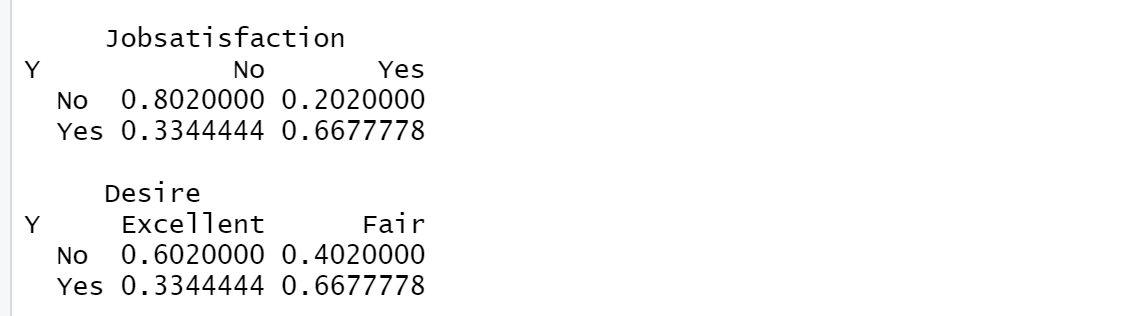 Jobsatisfaction
Y No Yes
No 0.8020000 0.2020000
Yes 0.3344444 0.6677778
Desire
Y Excellent Fair
No 0.6020000 0.4020000
Yes 0.3344444 0.6677778